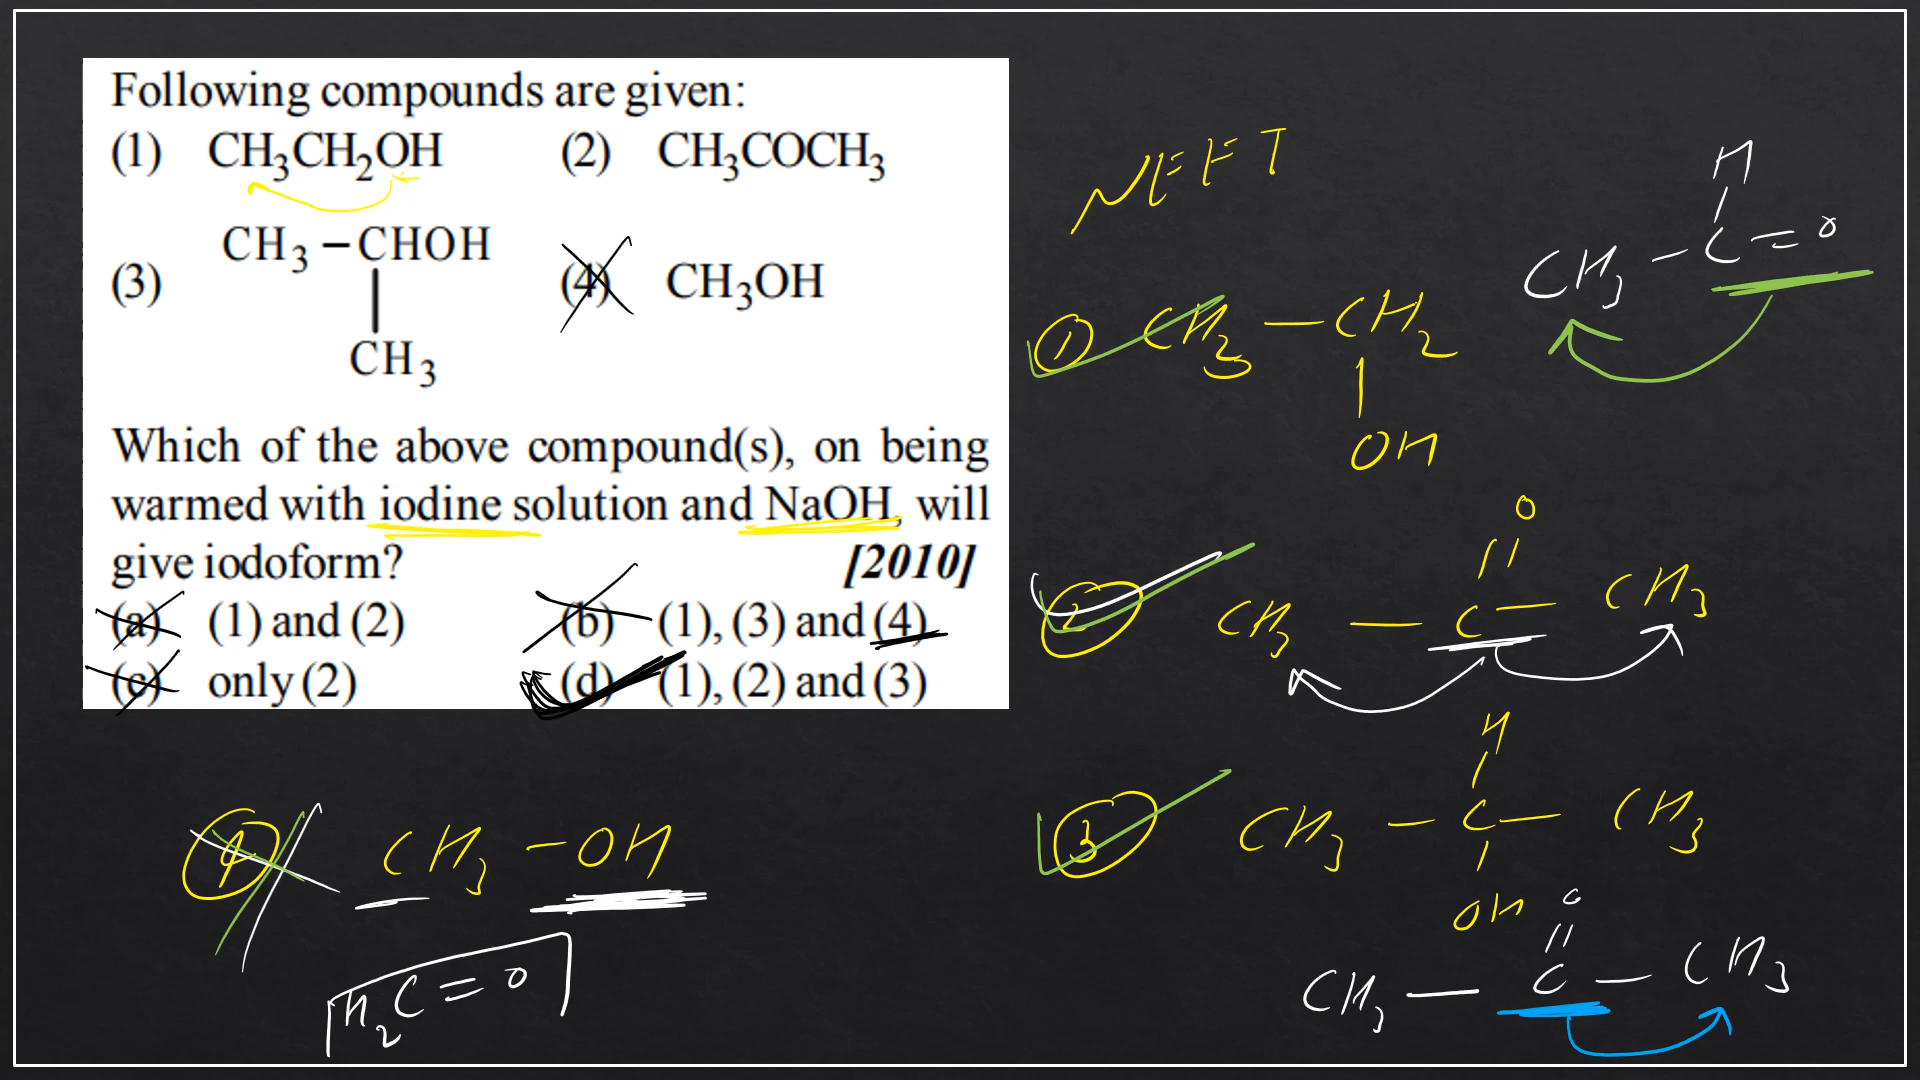 Following compounds are given:
(1) CH₃CH₂OH (2) CH₃COCH₃
(3) CH₃ – CHOH
|
CH₃
(4) CH₃OH
Which of the above compound(s), on being
warmed with iodine solution and NaOH, will
give iodoform? [2010]
(a) (1) and (2) (b) (1), (3) and (4)
(c) only (2) (d) (1), (2) and (3)
NEET
H
|
CH₃ – C = O
1 CH₃ – CH₂
|
OH
O
||
2 CH₃ – C – CH₃
H
|
3 CH₃ – C – CH₃
|
OH
O
||
CH₃ – C – CH₃
4 CH₃ – OH
H₂C = O